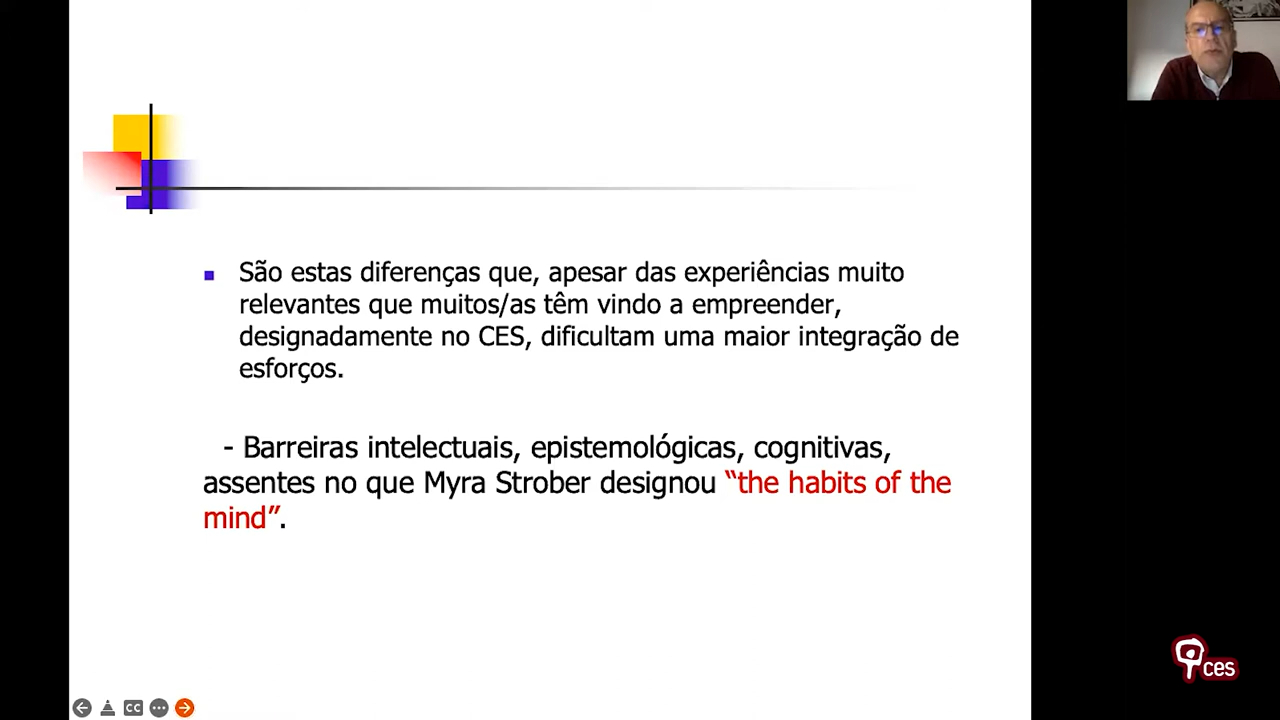 São estas diferenças que, apesar das experiências muito
relevantes que muitos/as têm vindo a empreender,
designadamente no CES, dificultam uma maior integração de
esforços.
- Barreiras intelectuais, epistemológicas, cognitivas,
assentes no que Myra Strober designou “the habits of the
mind”.
CC
ces